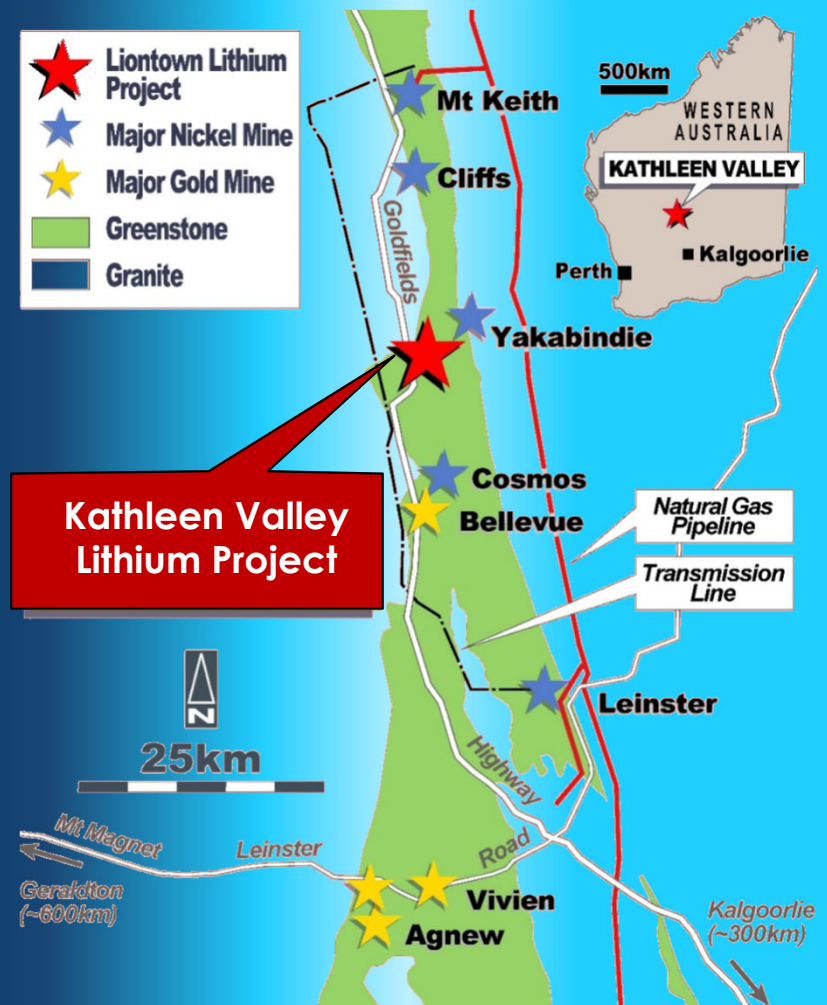 Liontown Lithium
Project
Major Nickel Mine
Major Gold Mine
Greenstone
Granite
500km
WESTERN
AUSTRALIA
KATHLEEN VALLEY
Kalgoorlie
Perth
Mt Keith
Cliffs
Goldfields
Yakabindie
Kathleen Valley
Lithium Project
Cosmos
Bellevue
Natural Gas
Pipeline
Transmission
Line
Leinster
N
25km
Highway
Mt Magnet
Leinster
Road
Geraldton
(~600km)
Vivien
Agnew
Kalgoorlie
(~300km)